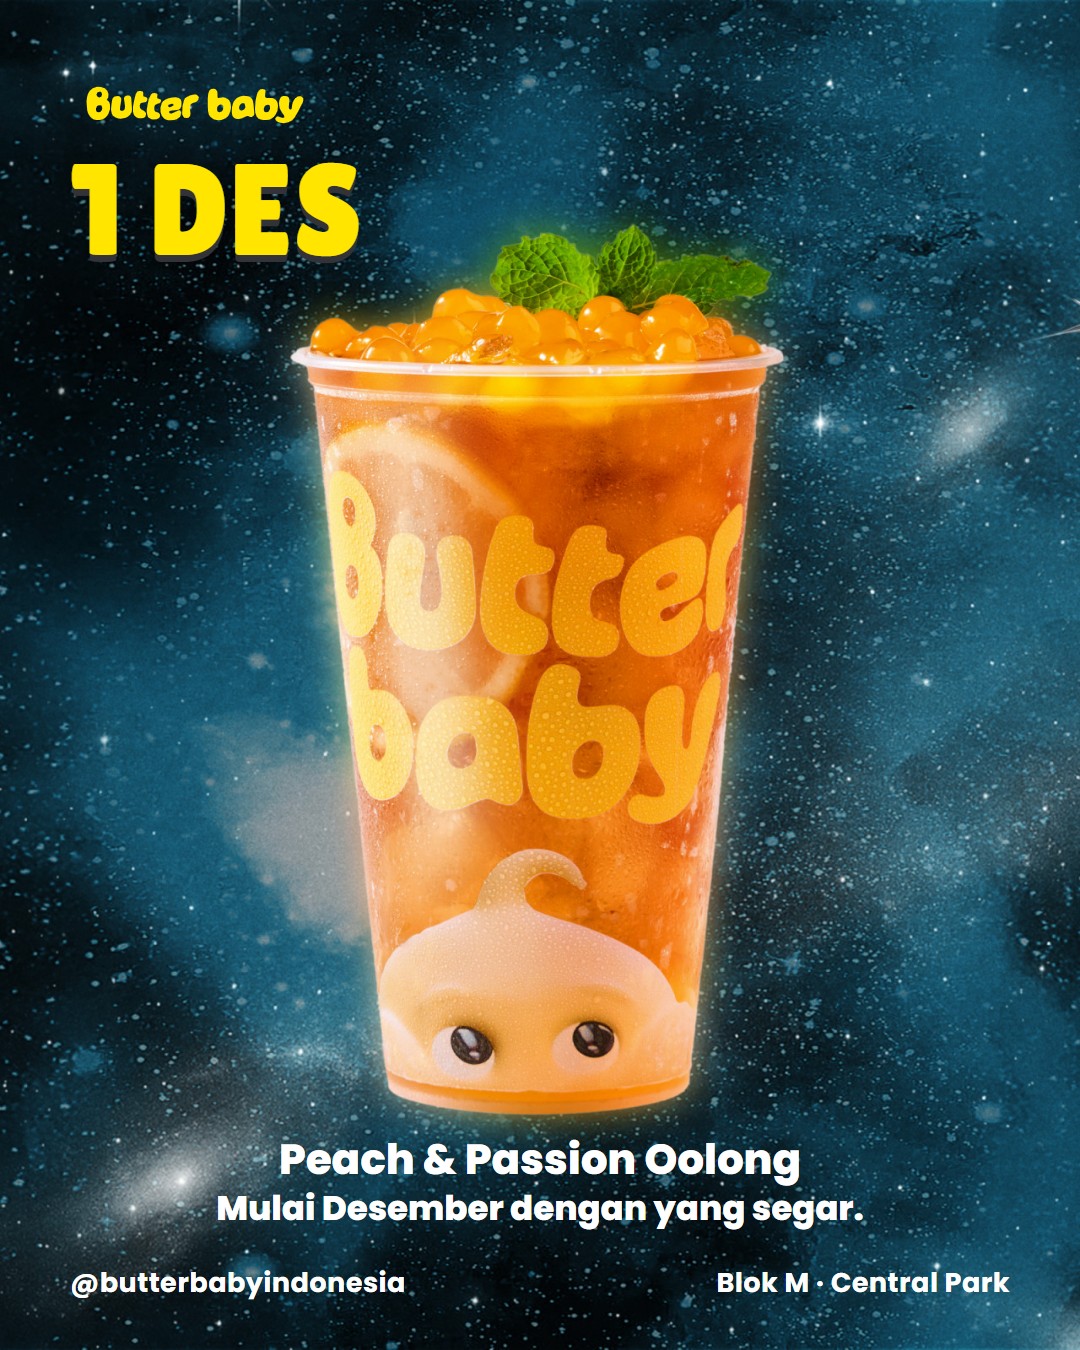 Butter baby
1 DES
Butter
baby
Peach & Passion Oolong
Mulai Desember dengan yang segar.
@butterbabyindonesia
Blok M · Central Park